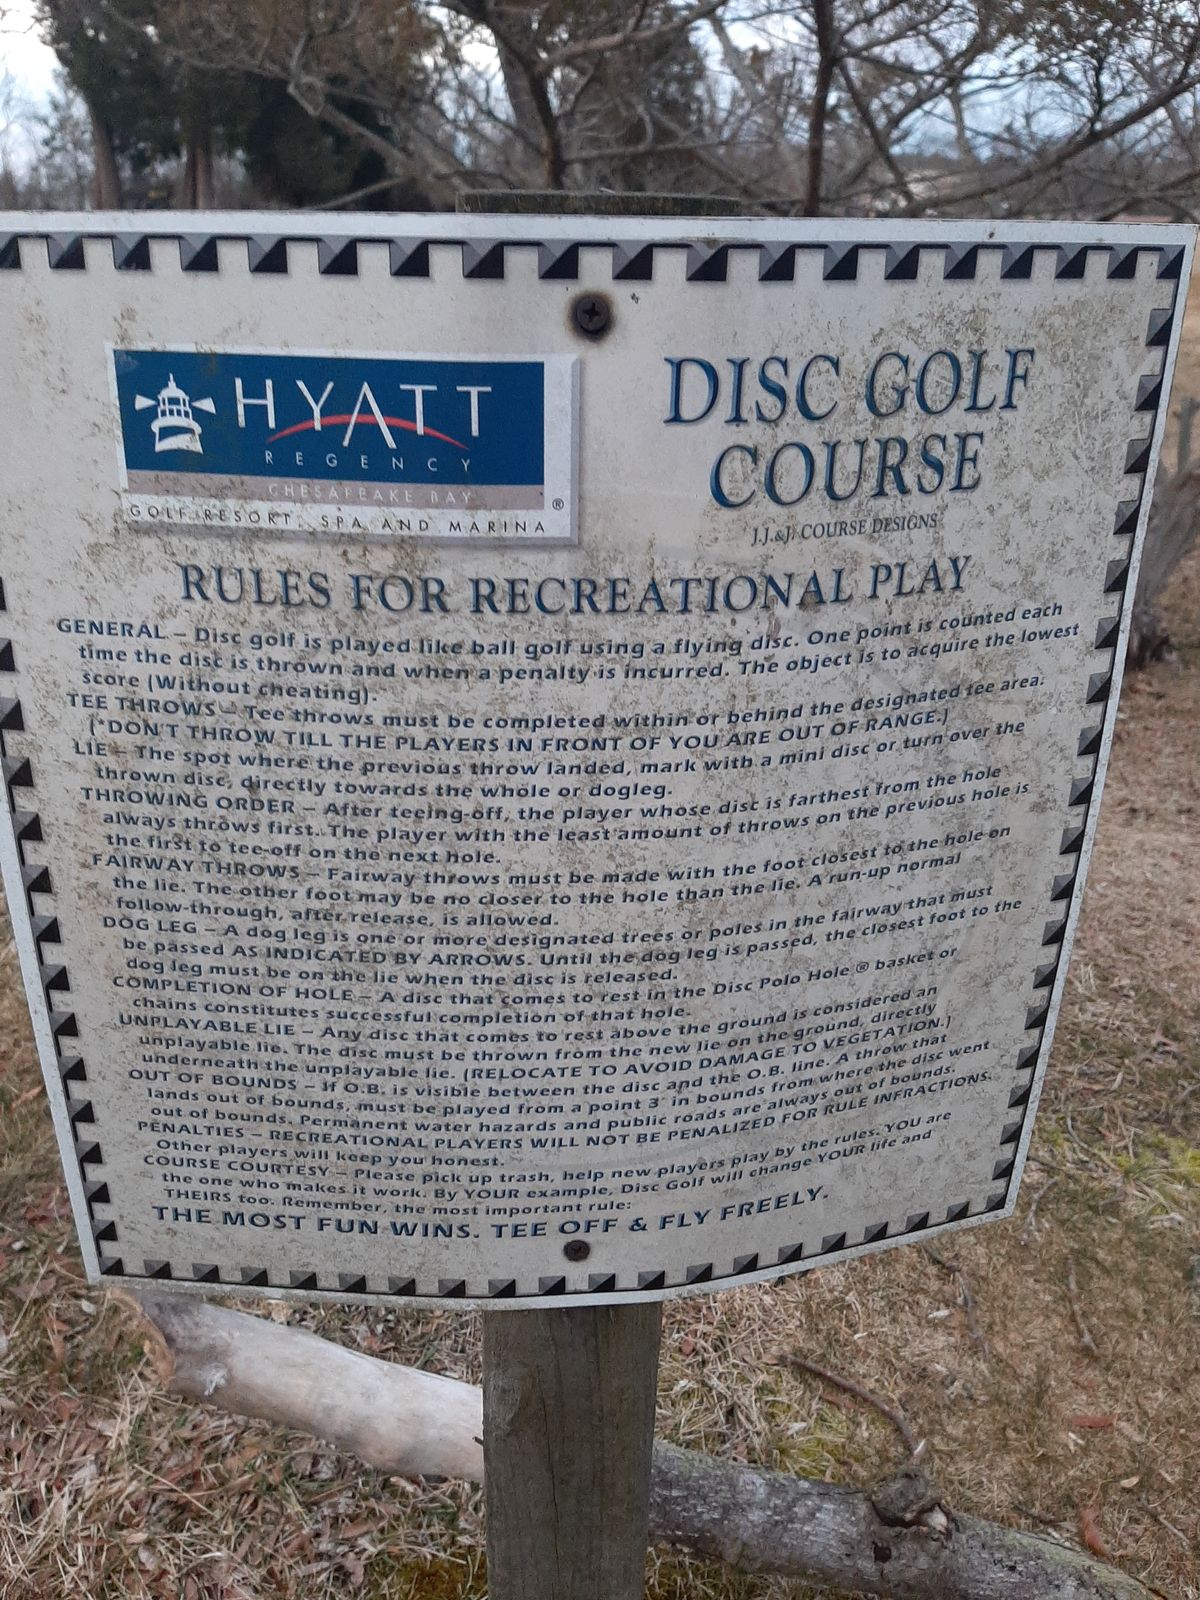 HYATT
REGENCY
CHESAPEAKE BAY
GOLF RESORT, SPA AND MARINA ®
DISC GOLF
COURSE
J.J.&J. COURSE DESIGNS
RULES FOR RECREATIONAL PLAY
GENERAL – Disc golf is played like ball golf using a flying disc. One point is counted each
time the disc is thrown and when a penalty is incurred. The object is to acquire the lowest
score (Without cheating).
TEE THROWS – Tee throws must be completed within or behind the designated tee area.
(*DON'T THROW TILL THE PLAYERS IN FRONT OF YOU ARE OUT OF RANGE.)
LIE – The spot where the previous throw landed, mark with a mini disc or turn over the
thrown disc, directly towards the whole or dogleg.
THROWING ORDER – After teeing-off, the player whose disc is farthest from the hole
always throws first. The player with the least amount of throws on the previous hole is
the first to tee-off on the next hole.
FAIRWAY THROWS – Fairway throws must be made with the foot closest to the hole on
the lie. The other foot may be no closer to the hole than the lie. A run-up normal
follow-through, after release, is allowed.
DOG LEG – A dog leg is one or more designated trees or poles in the fairway that must
be passed AS INDICATED BY ARROWS. Until the dog leg is passed, the closest foot to the
dog leg must be on the lie when the disc is released.
COMPLETION OF HOLE – A disc that comes to rest in the Disc Polo Hole ® basket or
chains constitutes successful completion of that hole.
UNPLAYABLE LIE – Any disc that comes to rest above the ground is considered an
unplayable lie. The disc must be thrown from the new lie on the ground, directly
underneath the unplayable lie. (RELOCATE TO AVOID DAMAGE TO VEGETATION.)
OUT OF BOUNDS – If O.B. is visible between the disc and the O.B. line. A throw that
lands out of bounds, must be played from a point 3' in bounds from where the disc went
out of bounds. Permanent water hazards and public roads are always out of bounds.
PENALTIES – RECREATIONAL PLAYERS WILL NOT BE PENALIZED FOR RULE INFRACTIONS.
Other players will keep you honest.
COURSE COURTESY – Please pick up trash, help new players play by the rules. YOU are
the one who makes it work. By YOUR example, Disc Golf will change YOUR life and
THEIRS too. Remember, the most important rule:
THE MOST FUN WINS. TEE OFF & FLY FREELY.